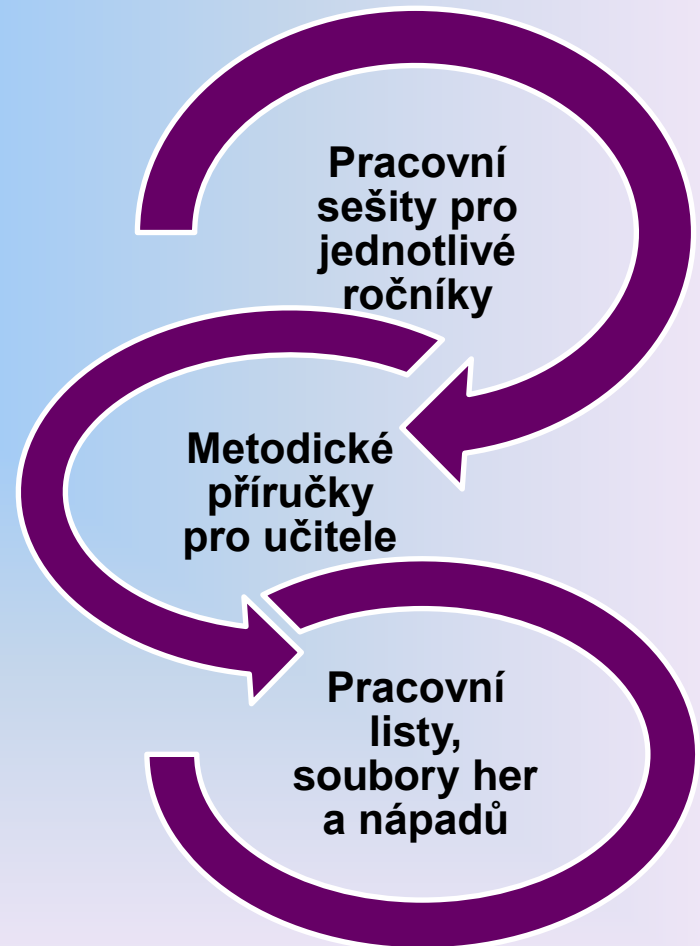 Pracovní
sešity pro
jednotlivé
ročníky
Metodické
příručky
pro učitele
Pracovní
listy,
soubory her
a nápadů